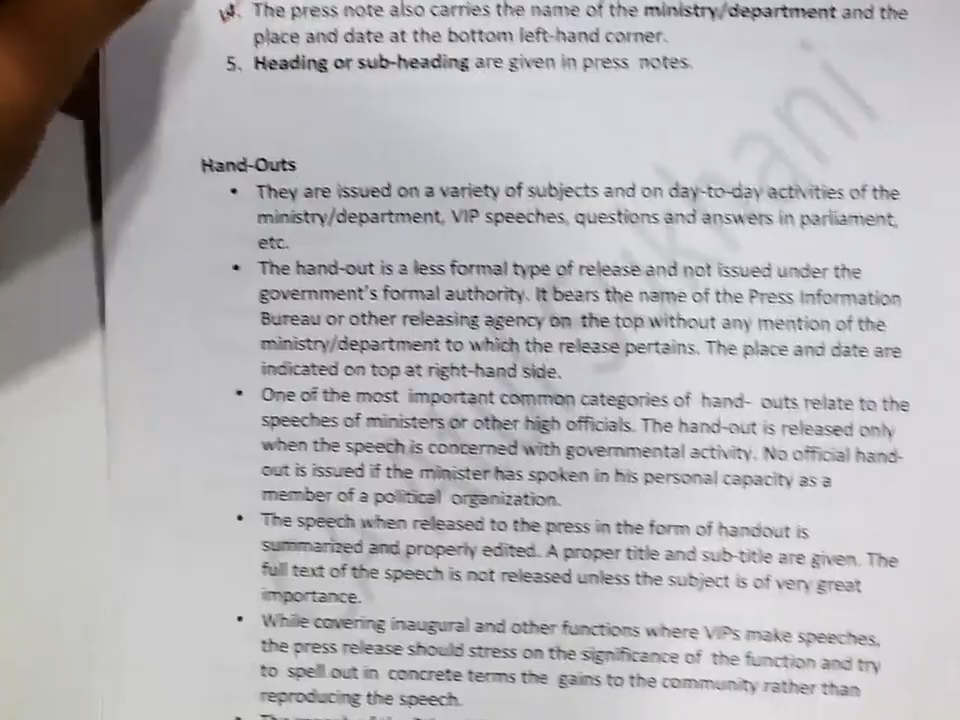 4. The press note also carries the name of the ministry/department and the
place and date at the bottom left-hand corner.
5. Heading or sub-heading are given in press notes.
Hand-Outs
• They are issued on a variety of subjects and on day-to-day activities of the
ministry/department, VIP speeches, questions and answers in parliament,
etc.
• The hand-out is a less formal type of release and not issued under the
government's formal authority. It bears the name of the Press Information
Bureau or other releasing agency on the top without any mention of the
ministry/department to which the release pertains. The place and date are
indicated on top at right-hand side.
• One of the most important common categories of hand- outs relate to the
speeches of ministers or other high officials. The hand-out is released only
when the speech is concerned with governmental activity. No official hand-
out is issued if the minister has spoken in his personal capacity as a
member of a political organization.
• The speech when released to the press in the form of handout is
summarized and properly edited. A proper title and sub-title are given. The
full text of the speech is not released unless the subject is of very great
importance.
• While covering inaugural and other functions where VIPs make speeches,
the press release should stress on the significance of the function and try
to spell out in concrete terms the gains to the community rather than
reproducing the speech.